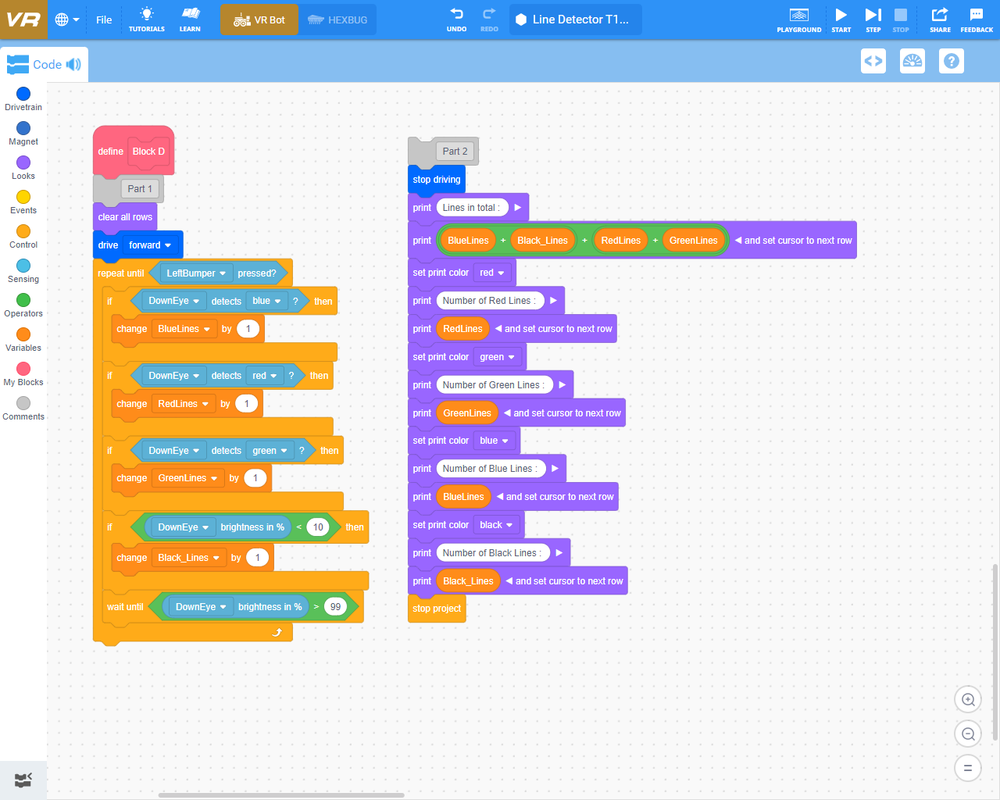 VR
File
TUTORIALS
LEARN
VR Bot
HEXBUG
UNDO
REDO
Line Detector T1...
PLAYGROUND
START
STEP
STOP
SHARE
FEEDBACK
Code
Drivetrain
Magnet
Looks
Events
Control
Sensing
Operators
Variables
My Blocks
Comments
define Block D
Part 1
clear all rows
drive forward
repeat until LeftBumper pressed?
if DownEye detects blue ? then
change BlueLines by 1
if DownEye detects red ? then
change RedLines by 1
if DownEye detects green ? then
change GreenLines by 1
if DownEye brightness in % < 10 then
change Black_Lines by 1
wait until DownEye brightness in % > 99
Part 2
stop driving
print Lines in total :
print BlueLines + Black_Lines + RedLines + GreenLines and set cursor to next row
set print color red
print Number of Red Lines :
print RedLines and set cursor to next row
set print color green
print Number of Green Lines :
print GreenLines and set cursor to next row
set print color blue
print Number of Blue Lines :
print BlueLines and set cursor to next row
set print color black
print Number of Black Lines :
print Black_Lines and set cursor to next row
stop project